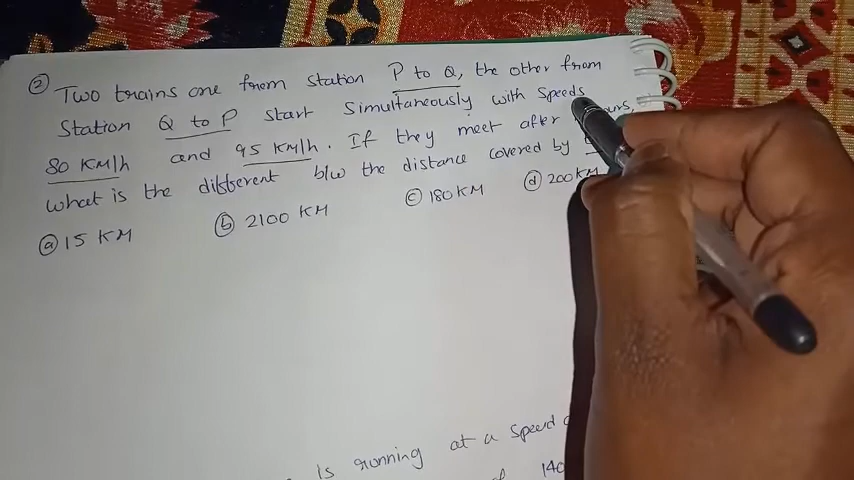 ② Two trains one from station P to Q, the other from
Station Q to P start Simultaneously with Speeds
80 KM/h and 95 KM/h. If they meet after
what is the different b/w the distance covered by
ⓐ 15 KM ⓑ 2100 KM ⓒ 180 KM ⓓ 200 KM
is running at a speed
140